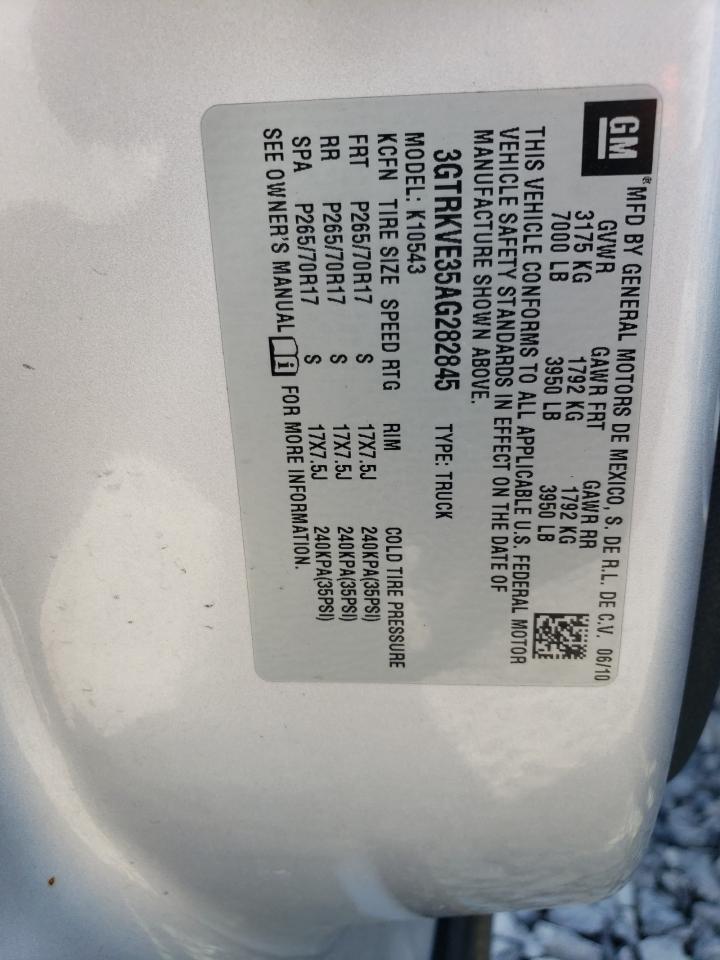 GM® MFD BY GENERAL MOTORS DE MEXICO, S. DE R.L. DE C.V. 06/10
GVWR GAWR FRT GAWR RR
3175 KG 1792 KG 1792 KG
7000 LB 3950 LB 3950 LB
THIS VEHICLE CONFORMS TO ALL APPLICABLE U.S. FEDERAL MOTOR
VEHICLE SAFETY STANDARDS IN EFFECT ON THE DATE OF
MANUFACTURE SHOWN ABOVE.
3GTRKVE35AG282845 TYPE: TRUCK
MODEL: K10543
KCFN TIRE SIZE SPEED RTG RIM COLD TIRE PRESSURE
FRT P265/70R17 S 17X7.5J 240KPA(35PSI)
RR P265/70R17 S 17X7.5J 240KPA(35PSI)
SPA P265/70R17 S 17X7.5J 240KPA(35PSI)
SEE OWNER'S MANUAL i FOR MORE INFORMATION.